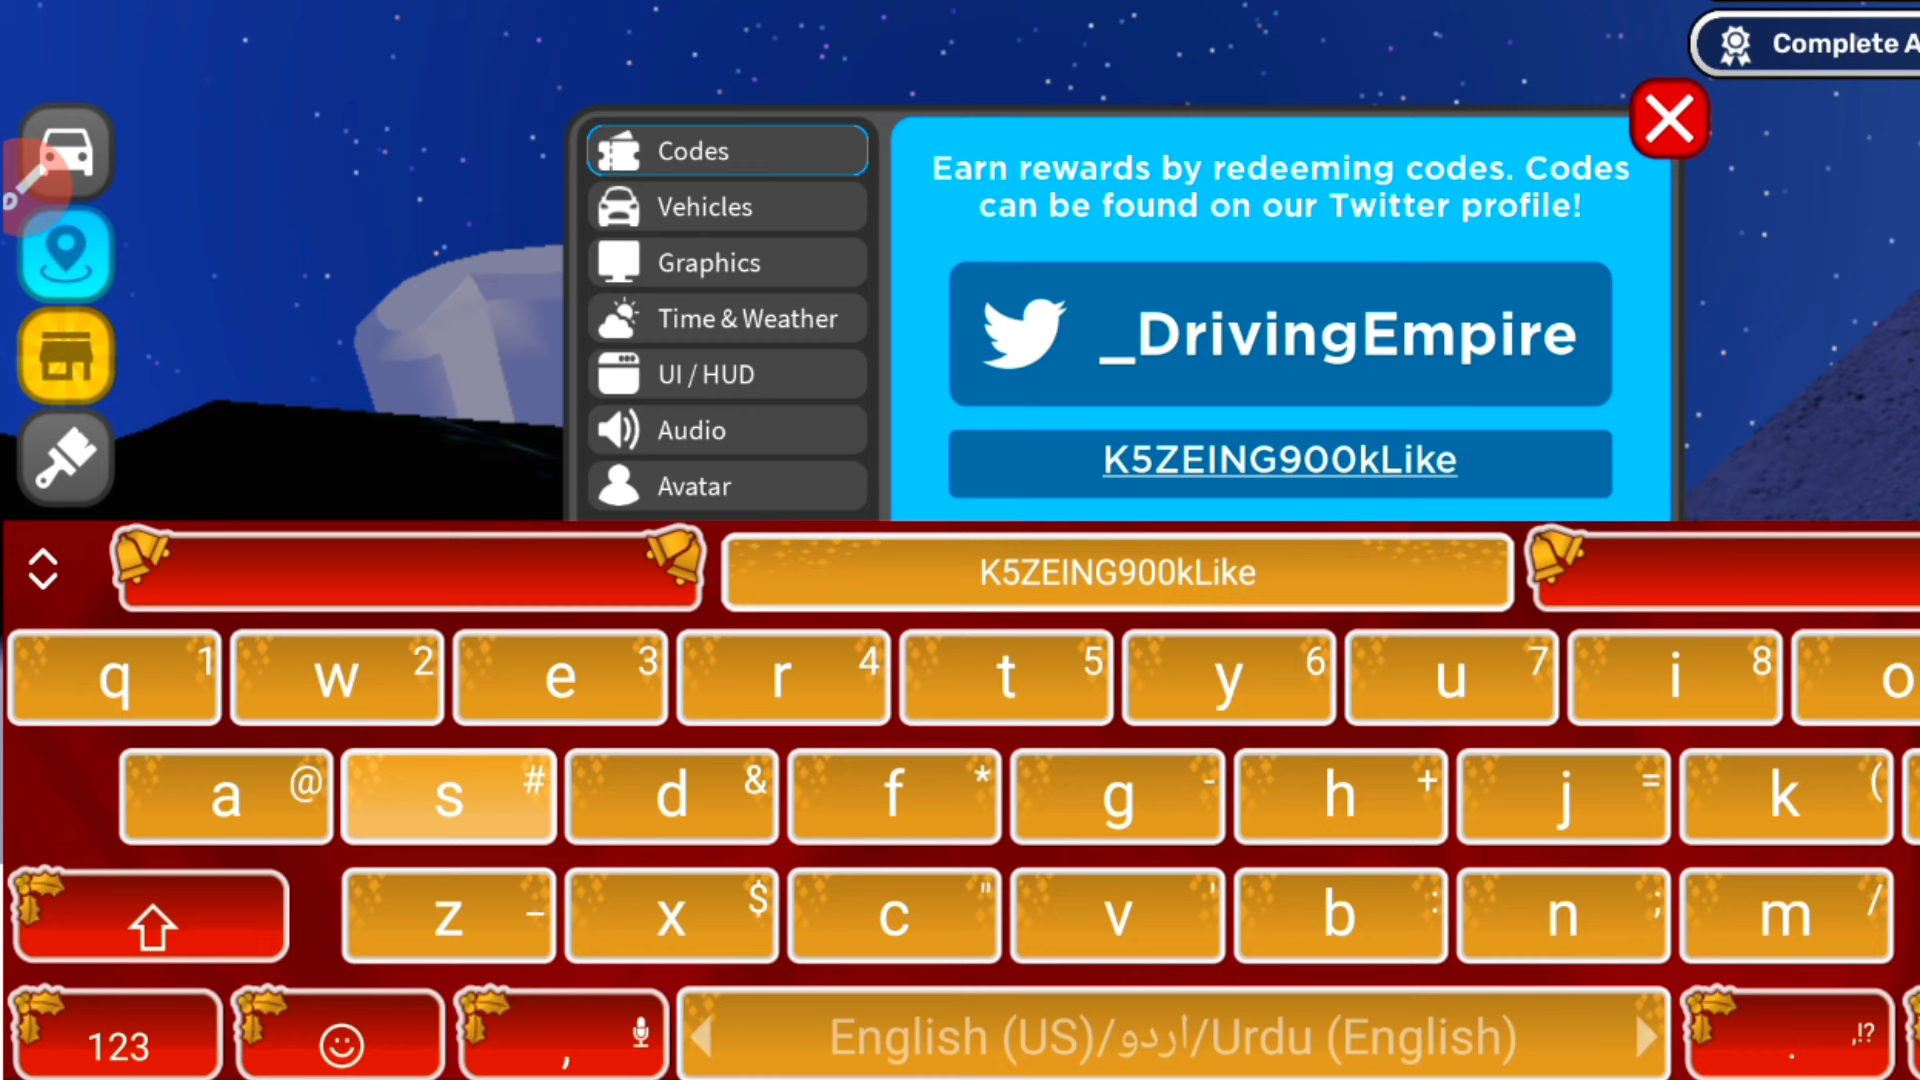 Complete A
Codes
Vehicles
Graphics
Time & Weather
UI / HUD
Audio
Avatar
Earn rewards by redeeming codes. Codes
can be found on our Twitter profile!
_DrivingEmpire
K5ZEING900kLike
K5ZEING900kLike
q 1 w 2 e 3 r 4 t 5 y 6 u 7 i 8 o
a @ s # d & f * g - h + j = k (
z _ x $ c " v ' b : n ; m /
123 , English (US)/اردو/Urdu (English) . ,!?